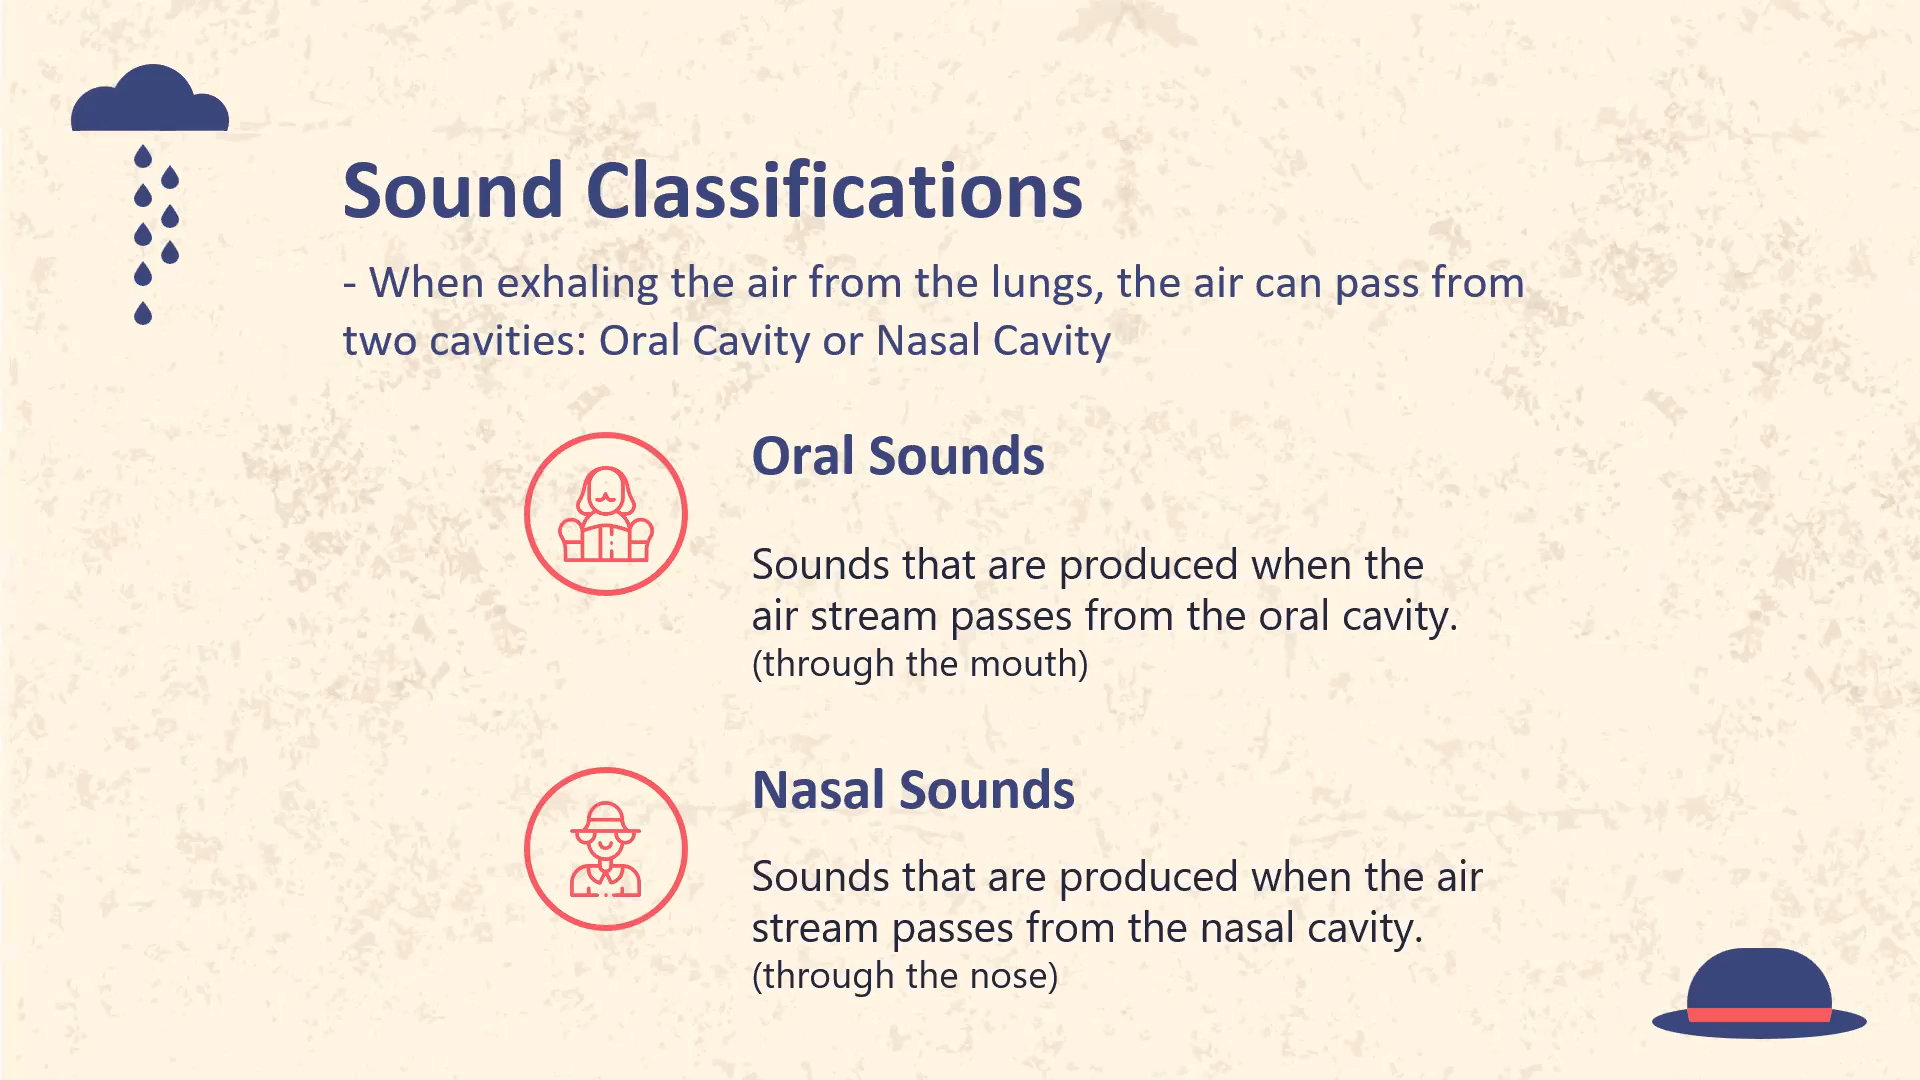 Sound Classifications
- When exhaling the air from the lungs, the air can pass from
two cavities: Oral Cavity or Nasal Cavity
Oral Sounds
Sounds that are produced when the
air stream passes from the oral cavity.
(through the mouth)
Nasal Sounds
Sounds that are produced when the air
stream passes from the nasal cavity.
(through the nose)